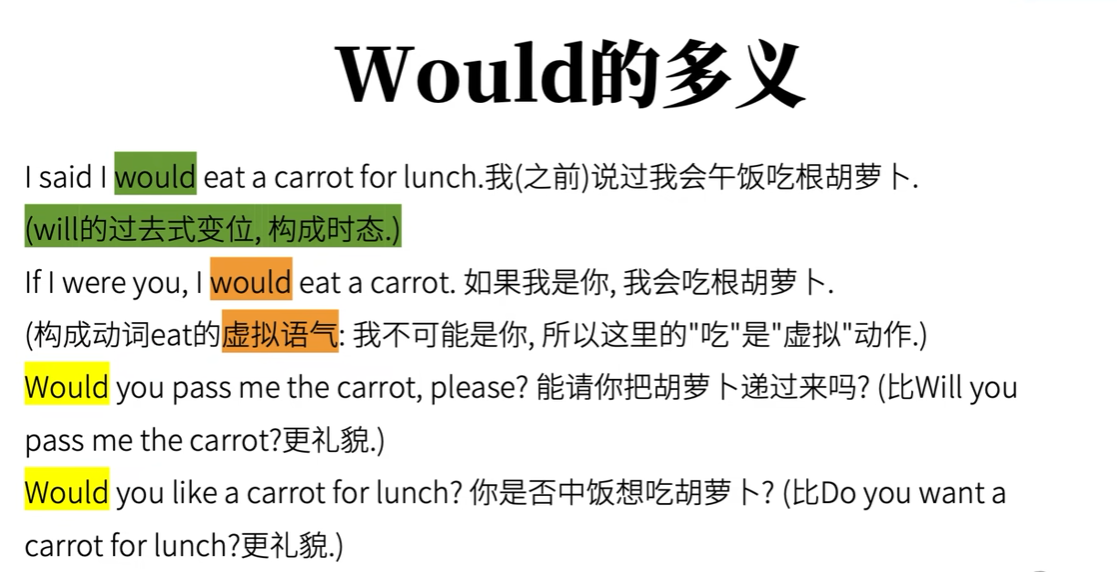 Would的多义
I said I would eat a carrot for lunch.我(之前)说过我会午饭吃根胡萝卜.
(will的过去式变位, 构成时态.)
If I were you, I would eat a carrot. 如果我是你, 我会吃根胡萝卜.
(构成动词eat的虚拟语气: 我不可能是你, 所以这里的"吃"是"虚拟"动作.)
Would you pass me the carrot, please? 能请你把胡萝卜递过来吗? (比Will you
pass me the carrot?更礼貌.)
Would you like a carrot for lunch? 你是否中饭想吃胡萝卜? (比Do you want a
carrot for lunch?更礼貌.)